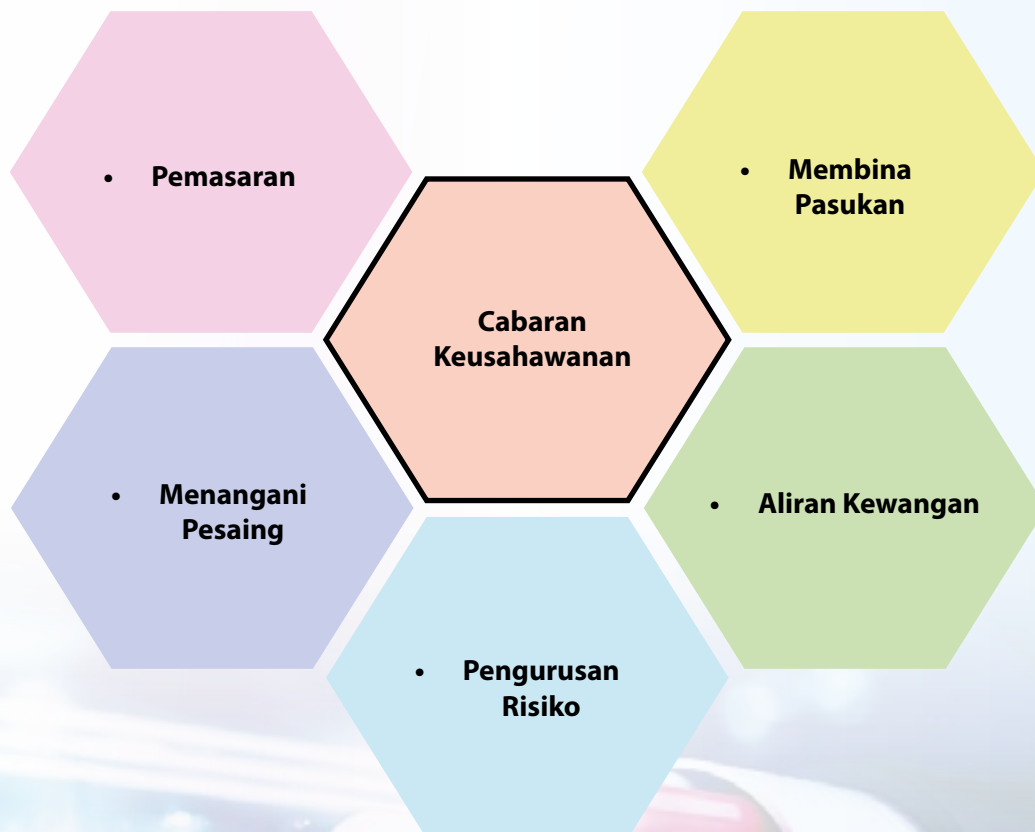 • Pemasaran
• Membina
Pasukan
Cabaran
Keusahawanan
• Menangani
Pesaing
• Aliran Kewangan
• Pengurusan
Risiko